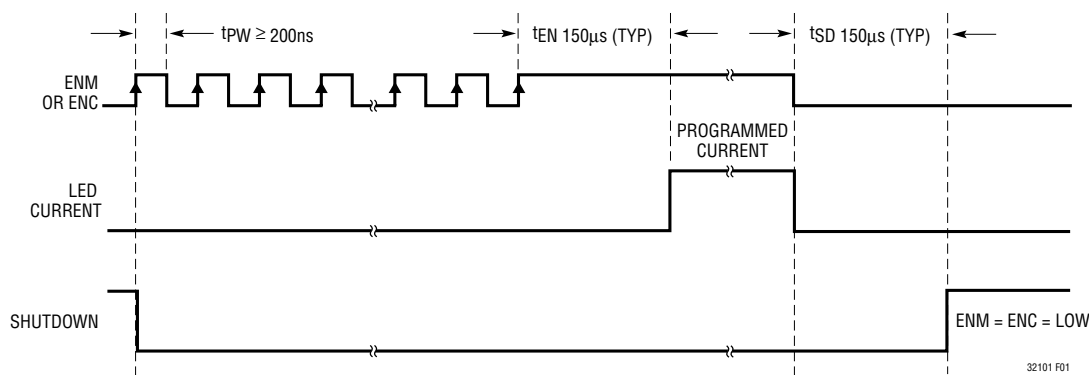 tPW ≥ 200ns
tEN 150µs (TYP)
tSD 150µs (TYP)
ENM
OR ENC
PROGRAMMED
CURRENT
LED
CURRENT
SHUTDOWN
ENM = ENC = LOW
32101 F01